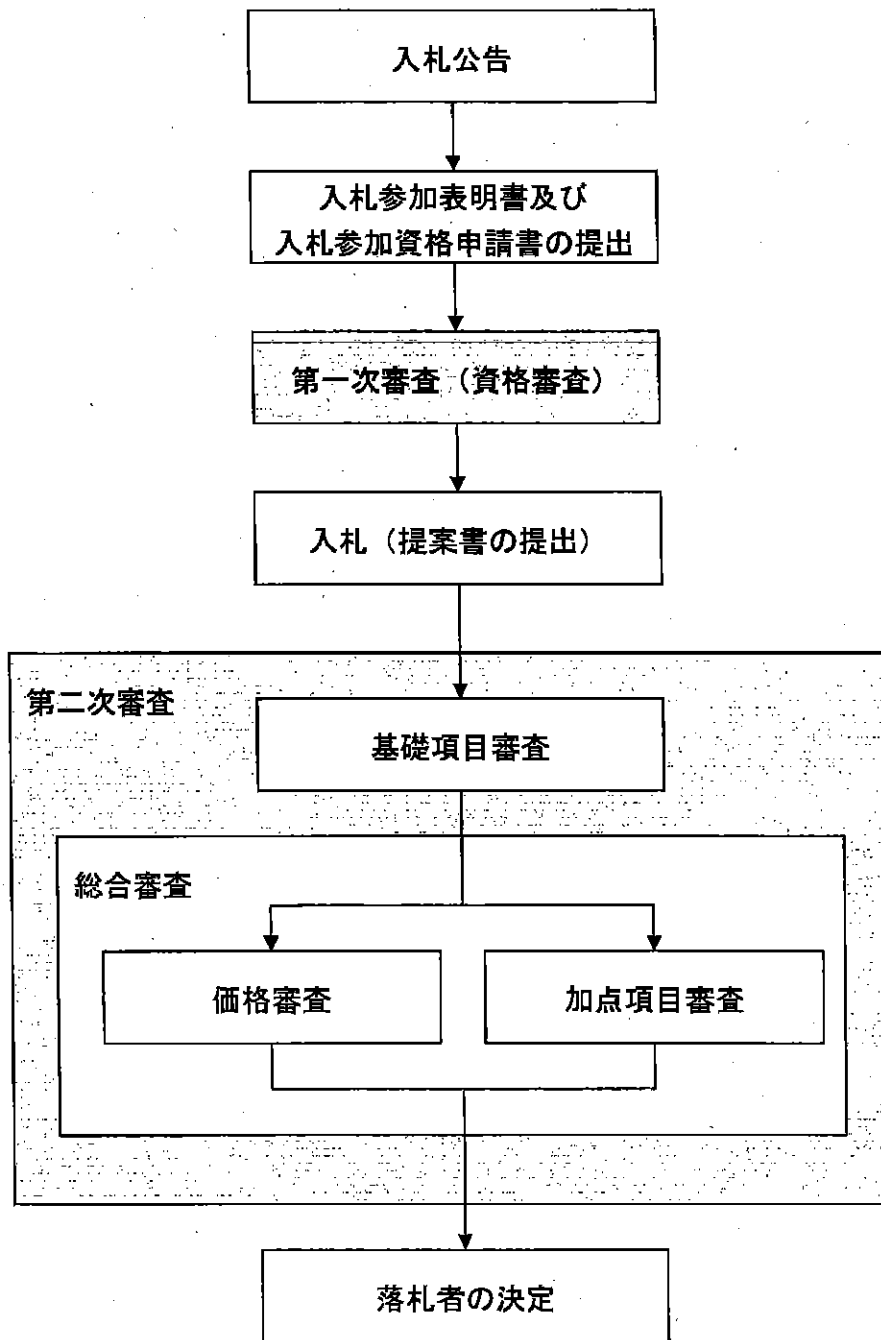 入札公告
入札参加表明書及び
入札参加資格申請書の提出
第一次審査（資格審査）
入札（提案書の提出）
第二次審査
基礎項目審査
総合審査
価格審査
加点項目審査
落札者の決定